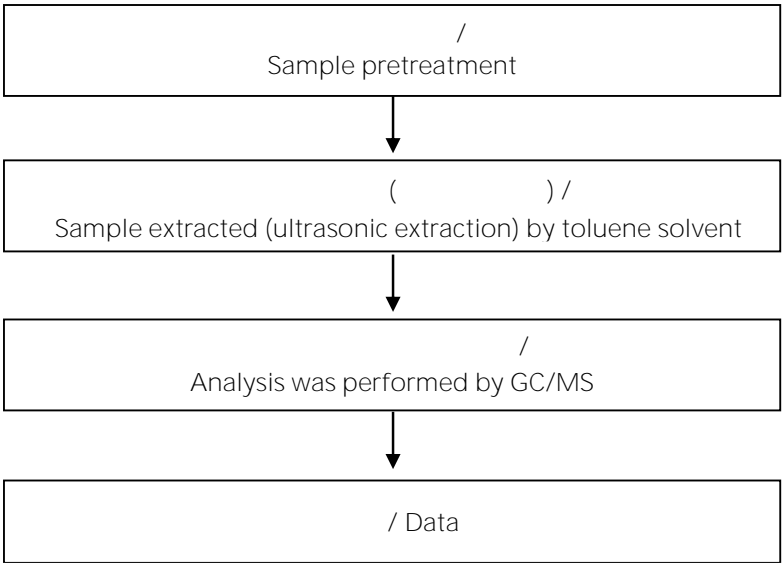 /
Sample pretreatment
( ) /
Sample extracted (ultrasonic extraction) by toluene solvent
/
Analysis was performed by GC/MS
/ Data